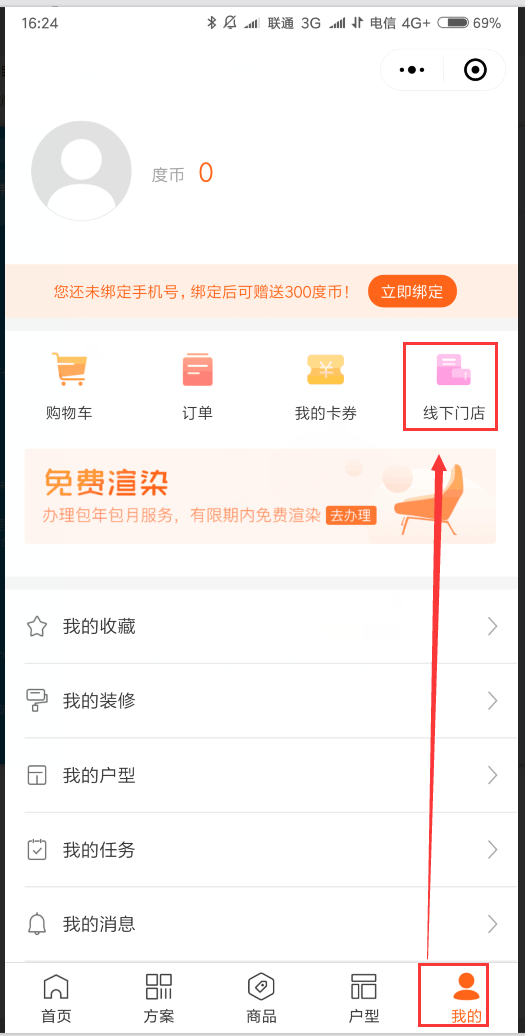 16:24 联通 3G 电信 4G+ 69%
度币 0
您还未绑定手机号,绑定后可赠送300度币! 立即绑定
购物车 订单 我的卡券 线下门店
免费渲染
办理包年包月服务，有限期内免费渲染 去办理
我的收藏
我的装修
我的户型
我的任务
我的消息
首页 方案 商品 户型 我的